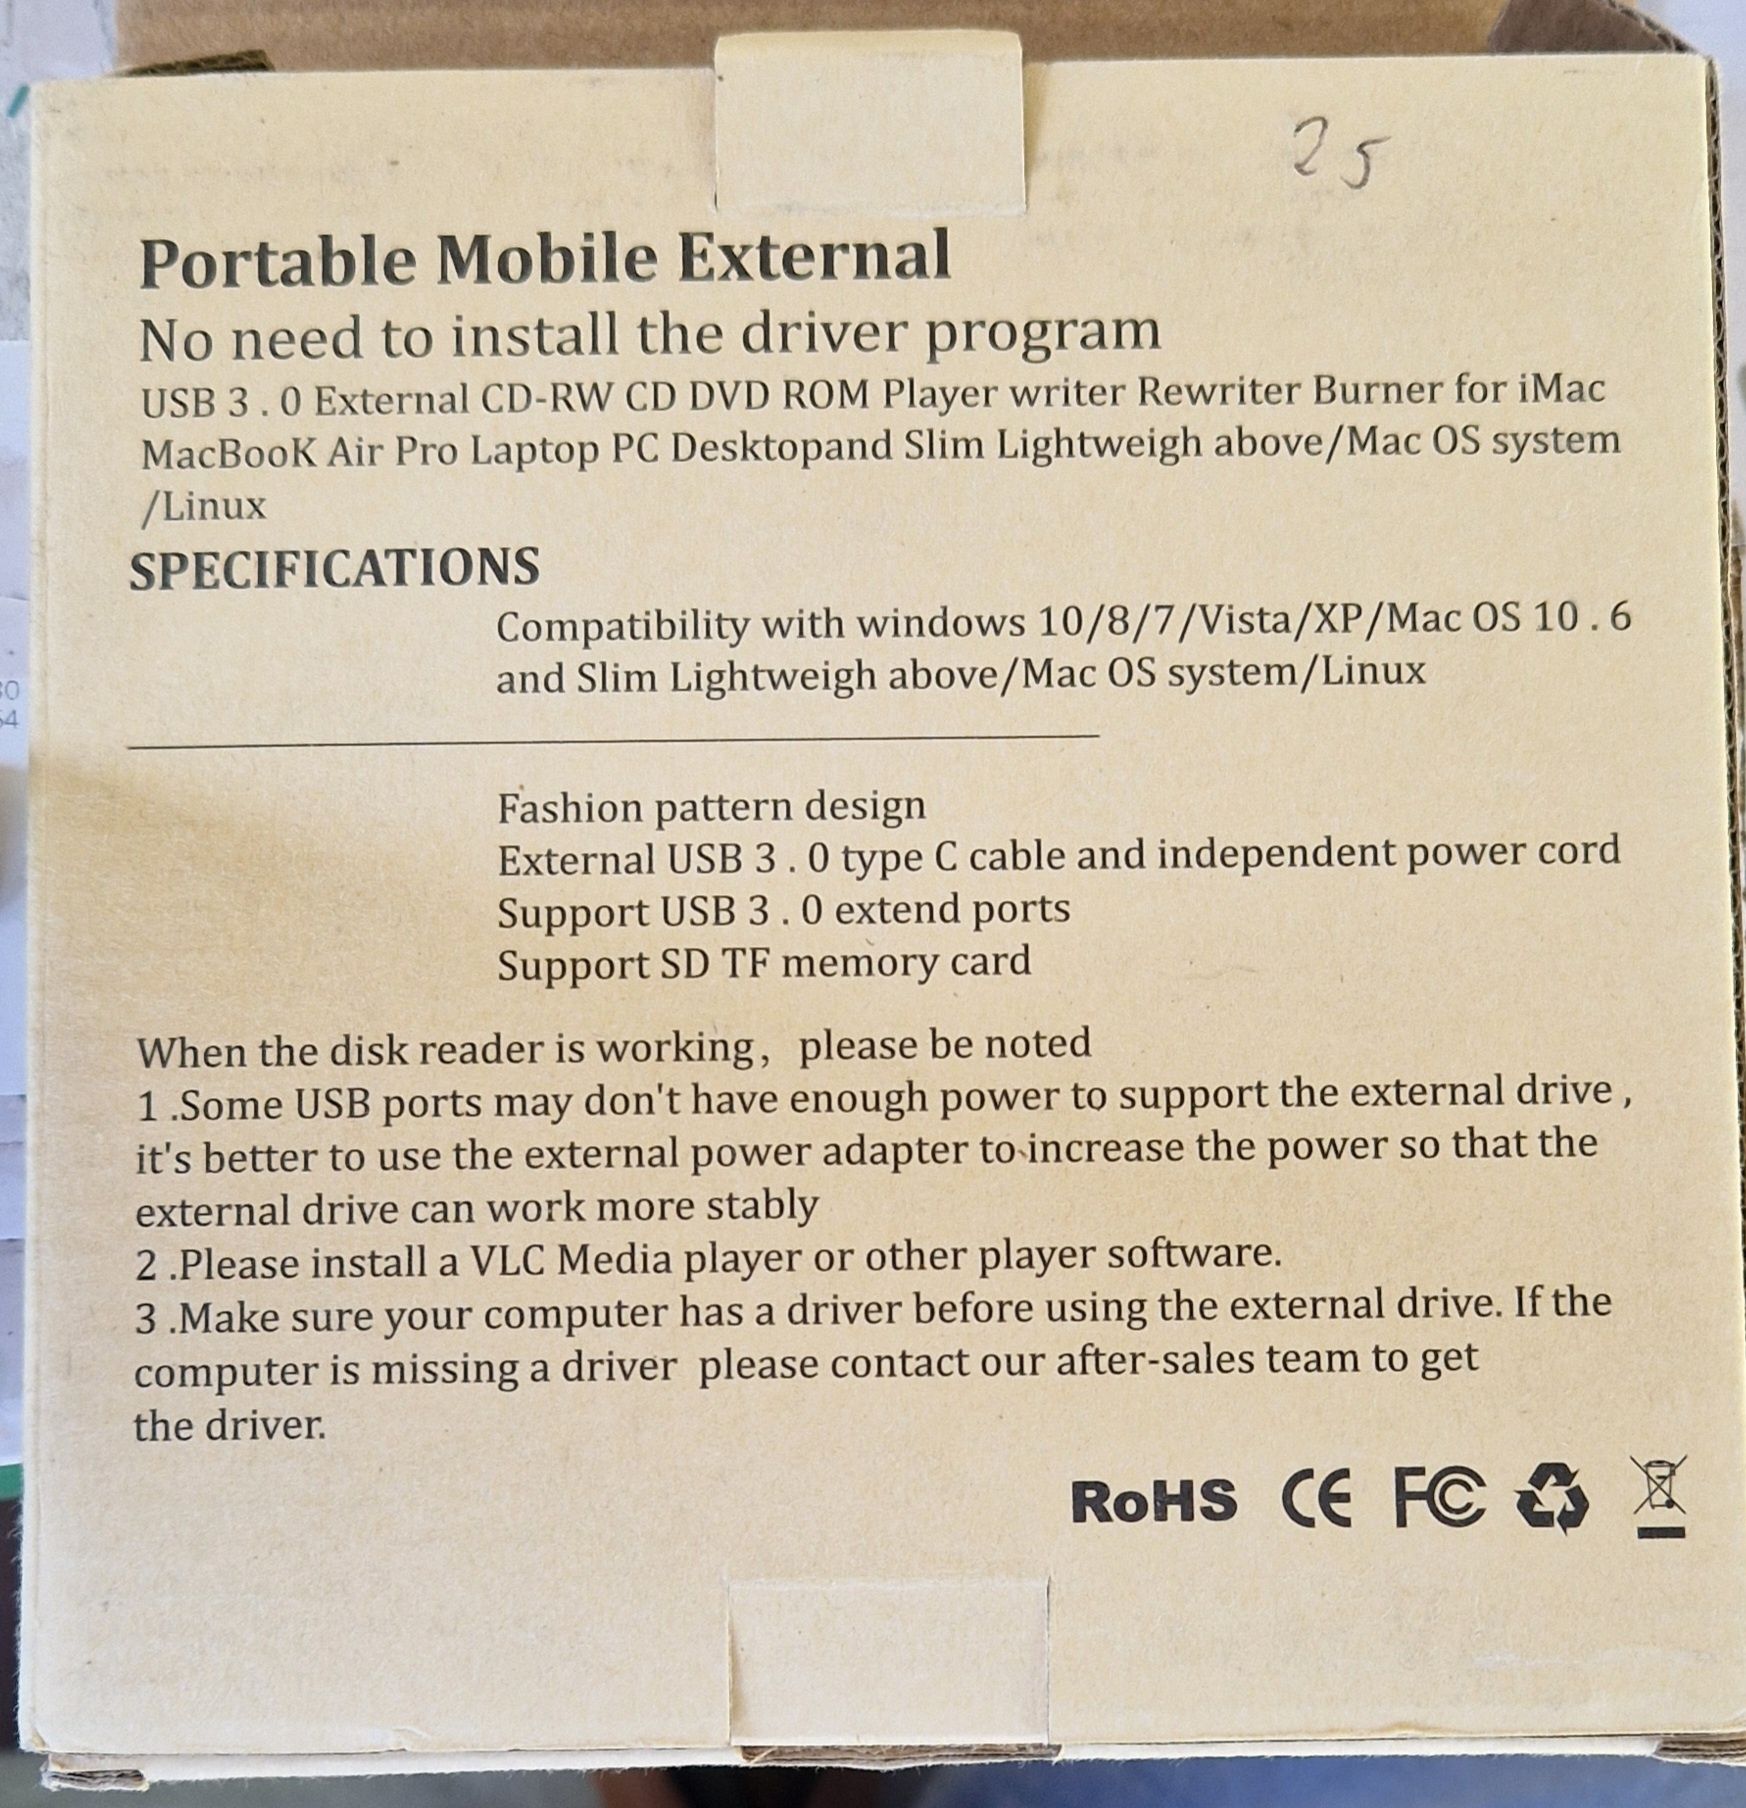 25
Portable Mobile External
No need to install the driver program
USB 3 . 0 External CD-RW CD DVD ROM Player writer Rewriter Burner for iMac
MacBooK Air Pro Laptop PC Desktopand Slim Lightweigh above/Mac OS system
/Linux
SPECIFICATIONS
Compatibility with windows 10/8/7/Vista/XP/Mac OS 10 . 6
and Slim Lightweigh above/Mac OS system/Linux
Fashion pattern design
External USB 3 . 0 type C cable and independent power cord
Support USB 3 . 0 extend ports
Support SD TF memory card
When the disk reader is working, please be noted
1 .Some USB ports may don't have enough power to support the external drive ,
it's better to use the external power adapter to increase the power so that the
external drive can work more stably
2 .Please install a VLC Media player or other player software.
3 .Make sure your computer has a driver before using the external drive. If the
computer is missing a driver please contact our after-sales team to get
the driver.
RoHS CE FC